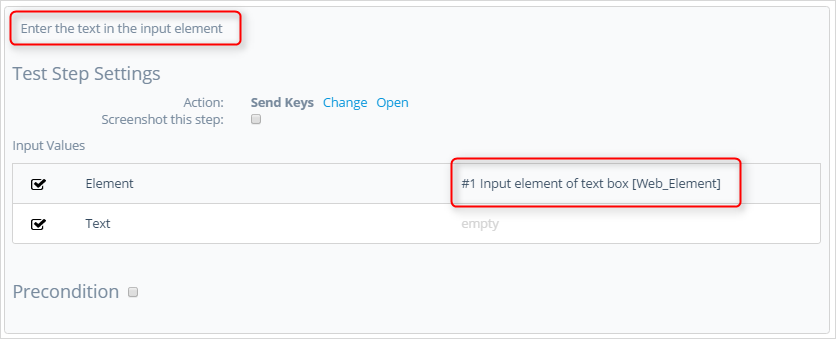 Enter the text in the input element
Test Step Settings
Action: Send Keys Change Open
Screenshot this step:
Input Values
Element #1 Input element of text box [Web_Element]
Text empty
Precondition